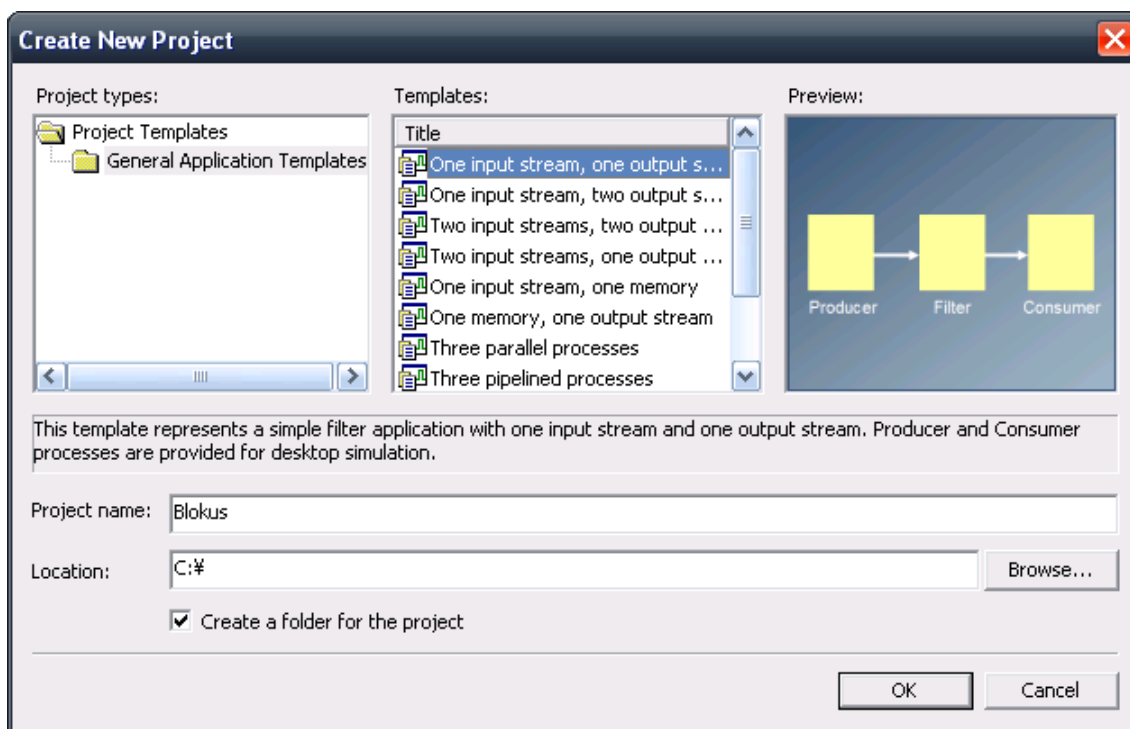 Create New Project
Project types:
Project Templates
General Application Templates
Templates:
Title
One input stream, one output s...
One input stream, two output s...
Two input streams, two output ...
Two input streams, one output ...
One input stream, one memory
One memory, one output stream
Three parallel processes
Three pipelined processes
Preview:
Producer
Filter
Consumer
This template represents a simple filter application with one input stream and one output stream. Producer and Consumer
processes are provided for desktop simulation.
Project name:
Blokus
Location:
C:¥
Browse...
Create a folder for the project
OK
Cancel